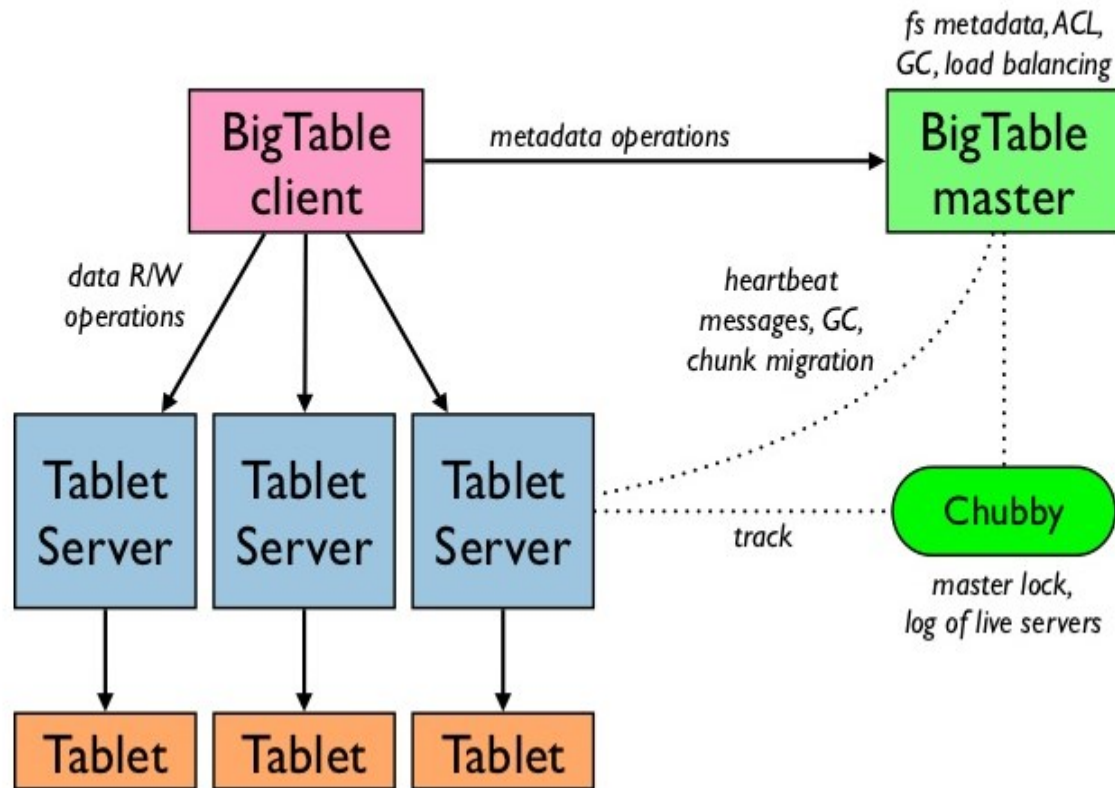 fs metadata, ACL,
GC, load balancing
BigTable
client
metadata operations
BigTable
master
data R/W
operations
heartbeat
messages, GC,
chunk migration
Tablet
Server
Tablet
Server
Tablet
Server
track
Chubby
master lock,
log of live servers
Tablet
Tablet
Tablet